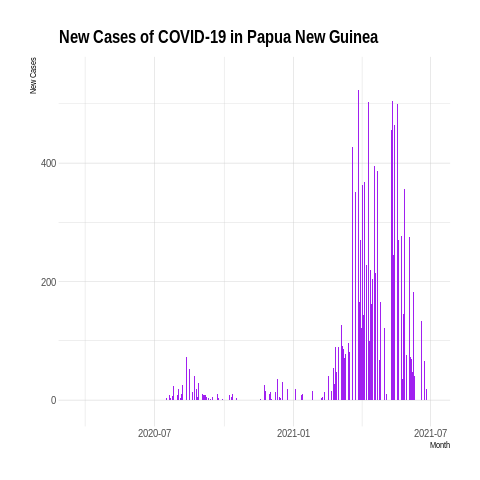 New Cases of COVID-19 in Papua New Guinea
New Cases
400
200
0
2020-07
2021-01
2021-07
Month